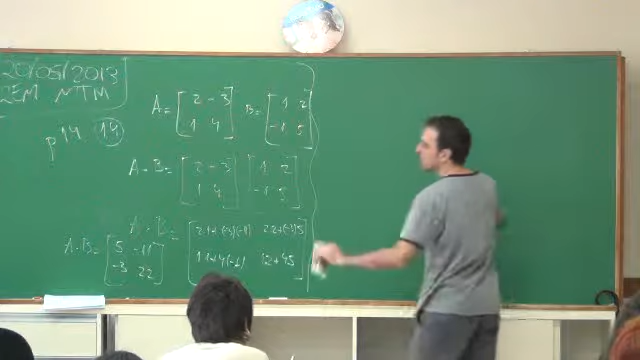 20/05/2013
2EM MTM
p 14 14
A = [ 2 -3 B = [ 1 2
1 4 ] -1 5 ]
A · B = [ 2 -3 [ 1 2
1 4 ] -1 5 ]
A · B = [ 2.1+(-3)(-1) 2.2+(-3)5
1.1+4(-1) 1.2+4.5 ]
A·B = [ 5 -11
-3 22 ]